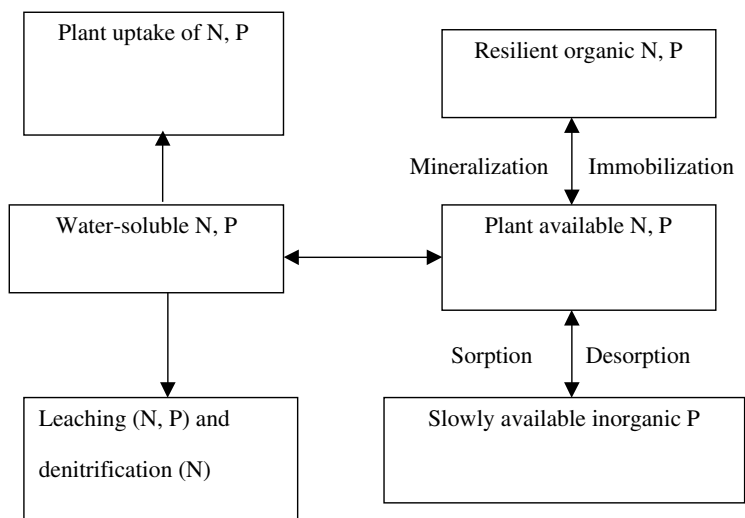 Plant uptake of N, P
Resilient organic N, P
Mineralization
Immobilization
Water-soluble N, P
Plant available N, P
Sorption
Desorption
Leaching (N, P) and
denitrification (N)
Slowly available inorganic P